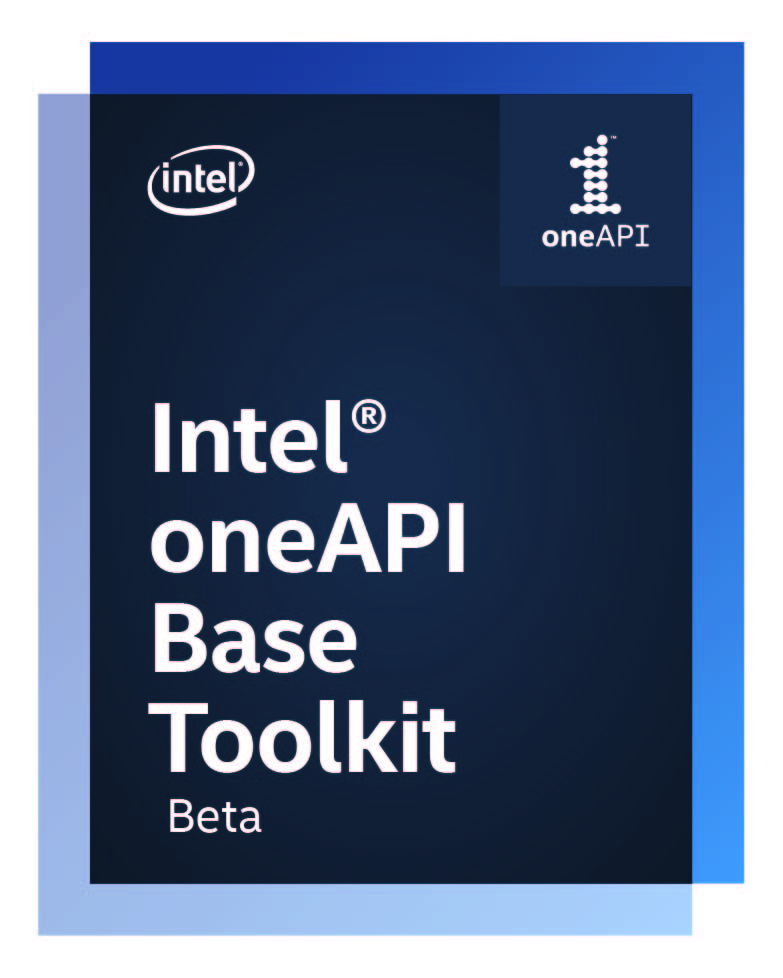 intel®
™
oneAPI
Intel®
oneAPI
Base
Toolkit
Beta